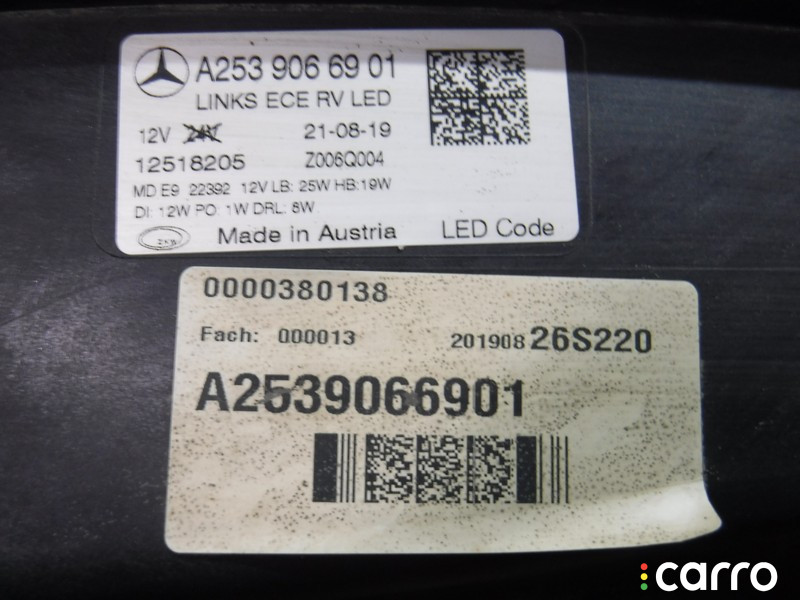 A253 906 69 01
LINKS ECE RV LED
12V 24V 21-08-19
12518205 Z006Q004
MD E9 22392 12V LB: 25W HB:19W
DI: 12W PO: 1W DRL: 8W
ZKW Made in Austria LED Code
0000380138
Fach: 000013 201908 26S220
A2539066901
carro